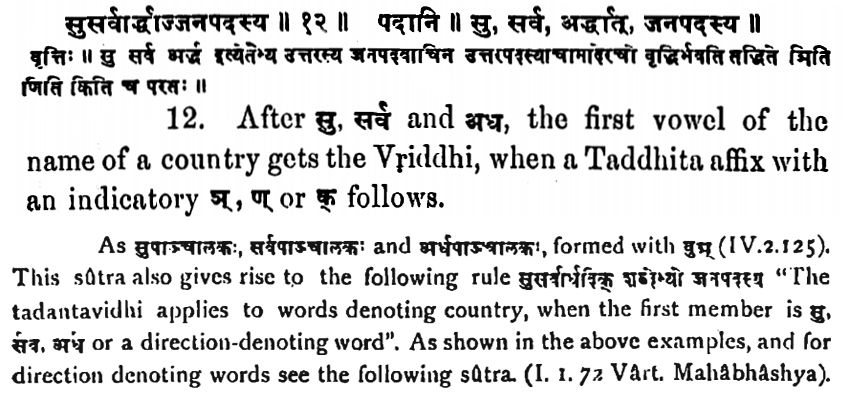 सुसर्वार्द्धाज्जनपदस्य ॥ १२ ॥ पदानि ॥ सु, सर्व, अर्द्धात्, जनपदस्य ॥
वृत्तिः ॥ सु सर्व अर्द्ध इत्येतेभ्य उत्तरस्य जनपदवाचिन उत्तरपदस्याचामादेरचो वृद्धिर्भवति तद्धिते ञिति
णिति किति च परतः ॥
12. After सु, सर्व and अध, the first vowel of the
name of a country gets the Vṛiddhi, when a Taddhita affix with
an indicatory ञ्, ण् or क् follows.
As सुपाञ्चालकः, सर्वपाञ्चालकः and अर्धपाञ्चालकः, formed with वुञ् (IV.2.125).
This sûtra also gives rise to the following rule सुसर्वार्धदिक् शब्देभ्यो जनपदस्य "The
tadantavidhi applies to words denoting country, when the first member is सु,
सर्व, अर्ध or a direction-denoting word". As shown in the above examples, and for
direction denoting words see the following sûtra. (I. 1. 72 Vârt. Mahâbhâshya).